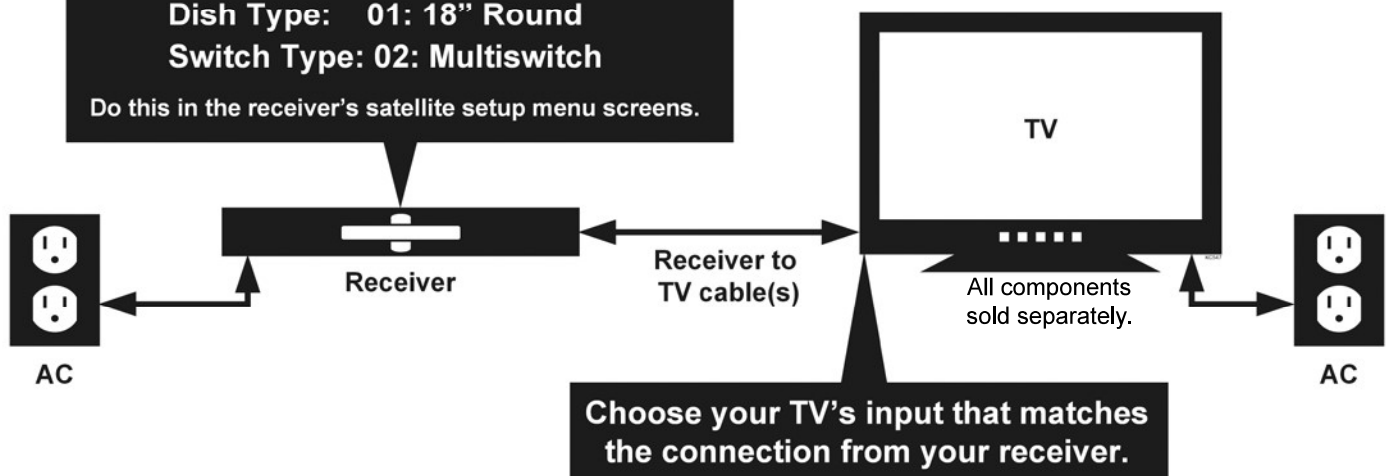 Dish Type: 01: 18” Round
Switch Type: 02: Multiswitch
Do this in the receiver’s satellite setup menu screens.
TV
Receiver
Receiver to
TV cable(s)
All components
sold separately.
AC
AC
Choose your TV’s input that matches
the connection from your receiver.